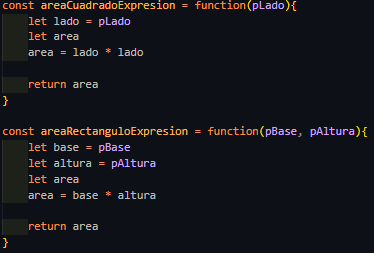 const areaCuadradoExpresion = function(pLado){
    let lado = pLado
    let area
    area = lado * lado

    return area
}

const areaRectanguloExpresion = function(pBase, pAltura){
    let base = pBase
    let altura = pAltura
    let area
    area = base * altura

    return area
}